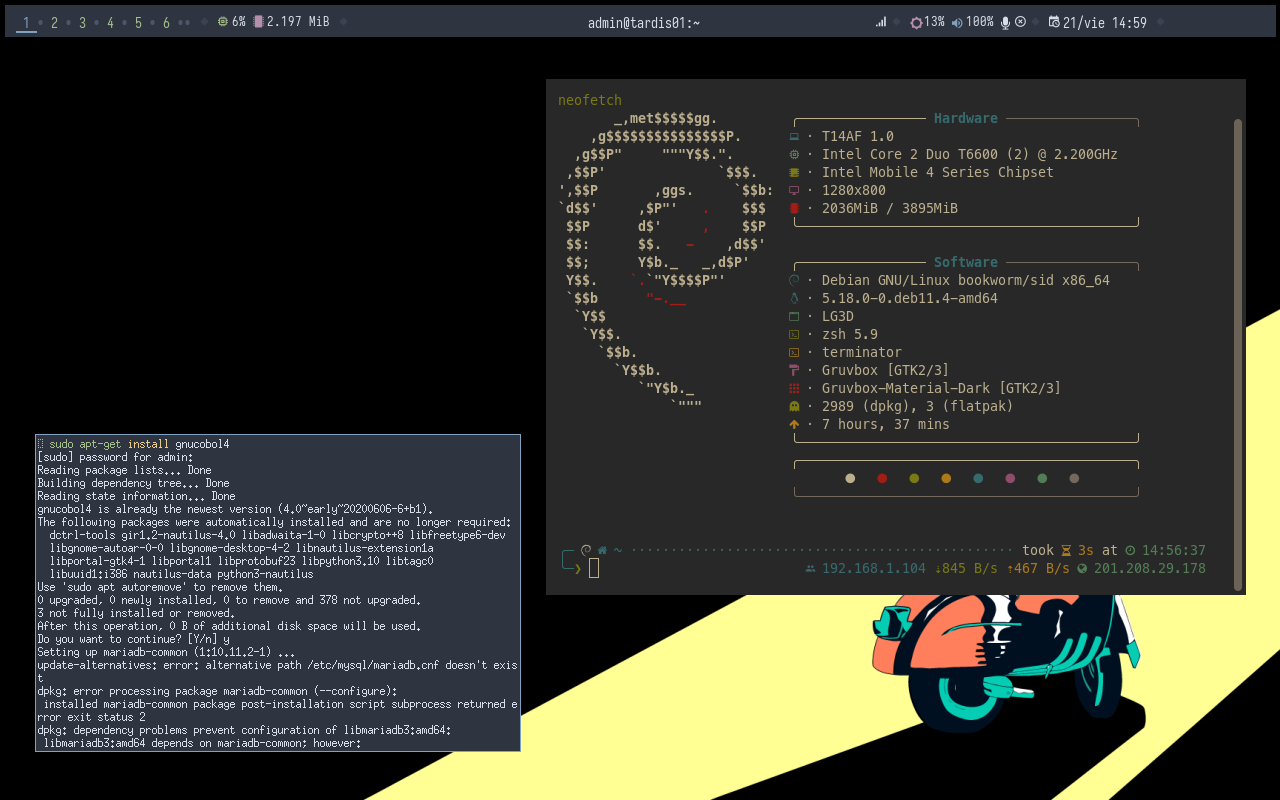 1 • 2 • 3 • 4 • 5 • 6 •• 6% 2.197 MiB
admin@tardis01:~
13% 100% 21/vie 14:59
neofetch
_,met$$$$$gg.
,g$$$$$$$$$$$$$$$P.
,g$$P" """Y$$.".
,$$P' `$$$.
',$$P ,ggs. `$$b:
`d$$' ,$P"' . $$$
$$P d$' , $$P
$$: $$. - ,d$$'
$$; Y$b._ _,d$P'
Y$$. `.`"Y$$$$P"'
`$$b "-.__
`Y$$
`Y$$.
`$$b.
`Y$$b.
`"Y$b._
`"""
Hardware
· T14AF 1.0
· Intel Core 2 Duo T6600 (2) @ 2.200GHz
· Intel Mobile 4 Series Chipset
· 1280x800
· 2036MiB / 3895MiB
Software
· Debian GNU/Linux bookworm/sid x86_64
· 5.18.0-0.deb11.4-amd64
· LG3D
· zsh 5.9
· terminator
· Gruvbox [GTK2/3]
· Gruvbox-Material-Dark [GTK2/3]
· 2989 (dpkg), 3 (flatpak)
· 7 hours, 37 mins
~ took 3s at 14:56:37
❯ 192.168.1.104 ↓845 B/s ↑467 B/s 201.208.29.178
sudo apt-get install gnucobol4
[sudo] password for admin:
Reading package lists... Done
Building dependency tree... Done
Reading state information... Done
gnucobol4 is already the newest version (4.0~early~20200606-6+b1).
The following packages were automatically installed and are no longer required:
dctrl-tools gir1.2-nautilus-4.0 libadwaita-1-0 libcrypto++8 libfreetype6-dev
libgnome-autoar-0-0 libgnome-desktop-4-2 libnautilus-extension1a
libportal-gtk4-1 libportal1 libprotobuf23 libpython3.10 libtagc0
libuuid1:i386 nautilus-data python3-nautilus
Use 'sudo apt autoremove' to remove them.
0 upgraded, 0 newly installed, 0 to remove and 378 not upgraded.
3 not fully installed or removed.
After this operation, 0 B of additional disk space will be used.
Do you want to continue? [Y/n] y
Setting up mariadb-common (1:10.11.2-1) ...
update-alternatives: error: alternative path /etc/mysql/mariadb.cnf doesn't exis
t
dpkg: error processing package mariadb-common (--configure):
installed mariadb-common package post-installation script subprocess returned e
rror exit status 2
dpkg: dependency problems prevent configuration of libmariadb3:amd64:
libmariadb3:amd64 depends on mariadb-common; however: